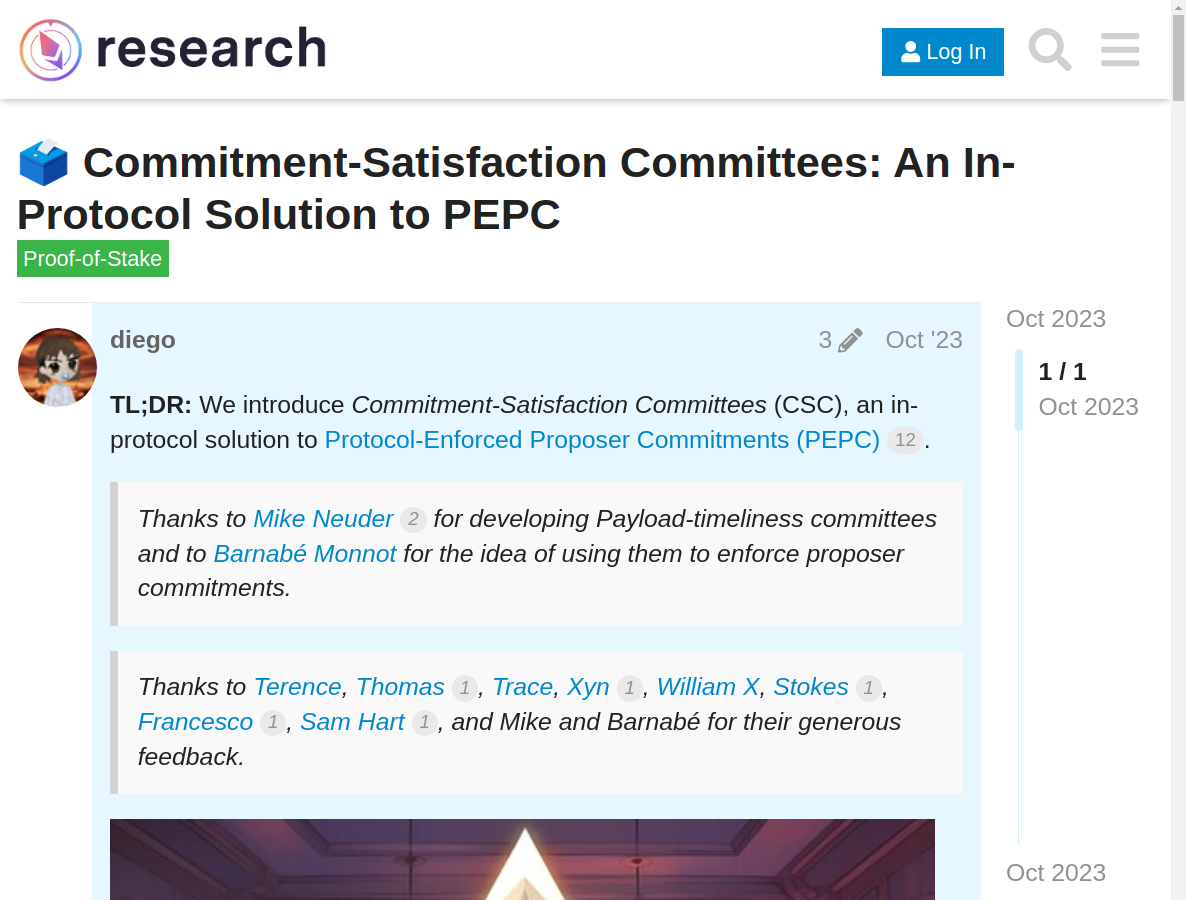 research
Log In
Commitment-Satisfaction Committees: An In-
Protocol Solution to PEPC
Proof-of-Stake
diego
3
Oct '23
TL;DR: We introduce Commitment-Satisfaction Committees (CSC), an in-
protocol solution to Protocol-Enforced Proposer Commitments (PEPC) 12.
Thanks to Mike Neuder 2 for developing Payload-timeliness committees
and to Barnabé Monnot for the idea of using them to enforce proposer
commitments.
Thanks to Terence, Thomas 1, Trace, Xyn 1, William X, Stokes 1,
Francesco 1, Sam Hart 1, and Mike and Barnabé for their generous
feedback.
Oct 2023
1 / 1
Oct 2023
Oct 2023